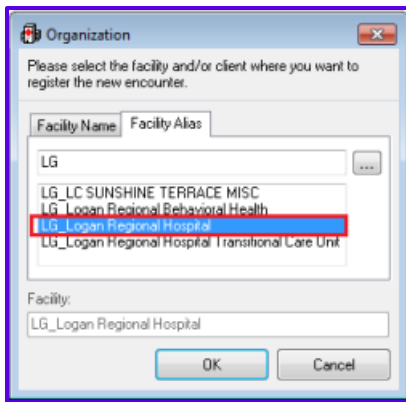 Organization
Please select the facility and/or client where you want to
register the new encounter.
Facility Name Facility Alias
LG
...
LG_LC SUNSHINE TERRACE MISC
LG_Logan Regional Behavioral Health
LG_Logan Regional Hospital
LG_Logan Regional Hospital Transitional Care Unit
Facility:
LG_Logan Regional Hospital
OK Cancel